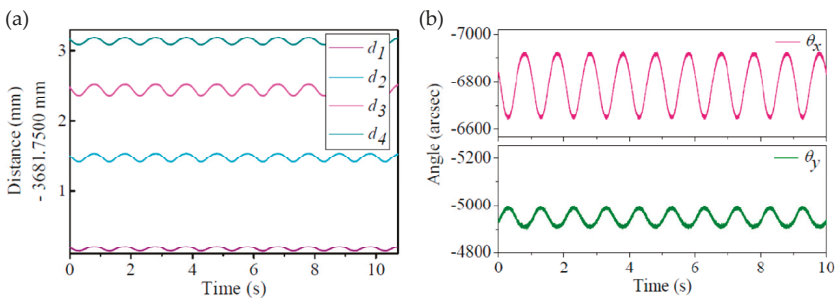 (a)
3
2
1
Distance (mm)
- 3681.7500 mm
d1
d2
d3
d4
0 2 4 6 8 10
Time (s)
(b)
-7000
-6800
-6600
-5200
-5000
-4800
Angle (arcsec)
θx
θy
0 2 4 6 8 10
Time (s)